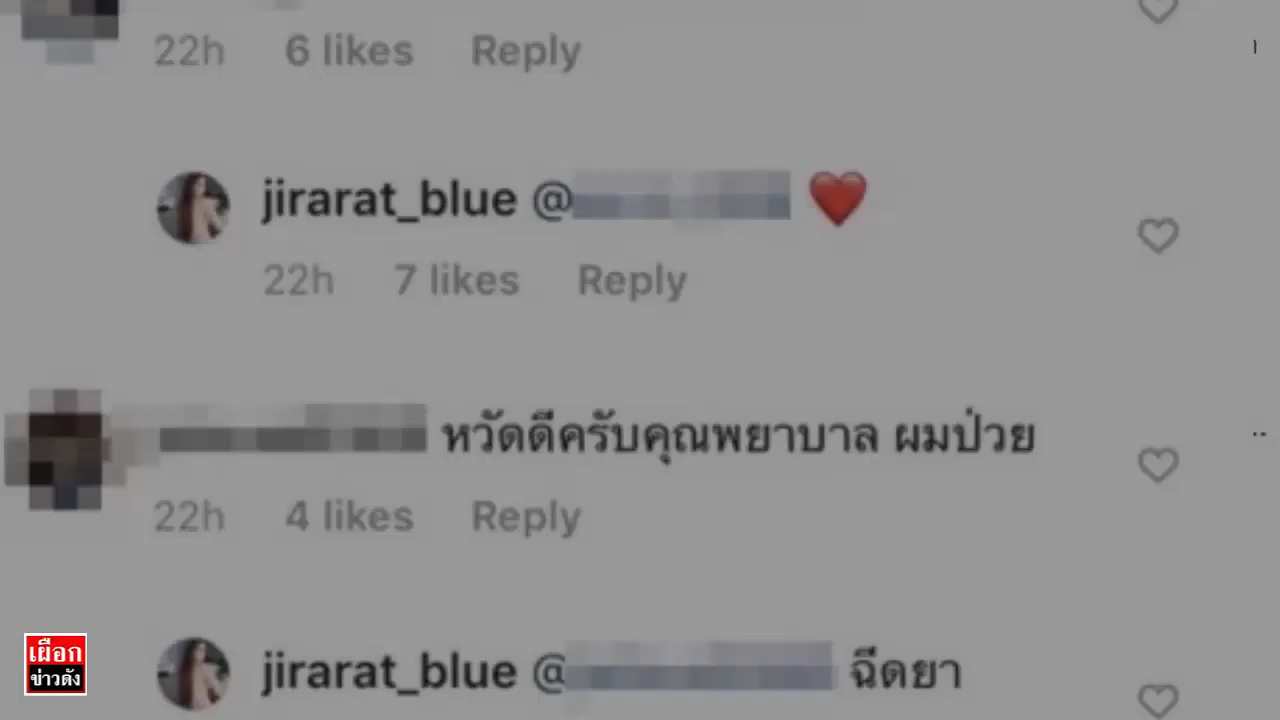 22h 6 likes Reply
jirarat_blue @ ❤️
22h 7 likes Reply
หวัดดีครับคุณพยาบาล ผมป่วย
22h 4 likes Reply
jirarat_blue @ ฉีดยา
เผือก
ข่าวดัง